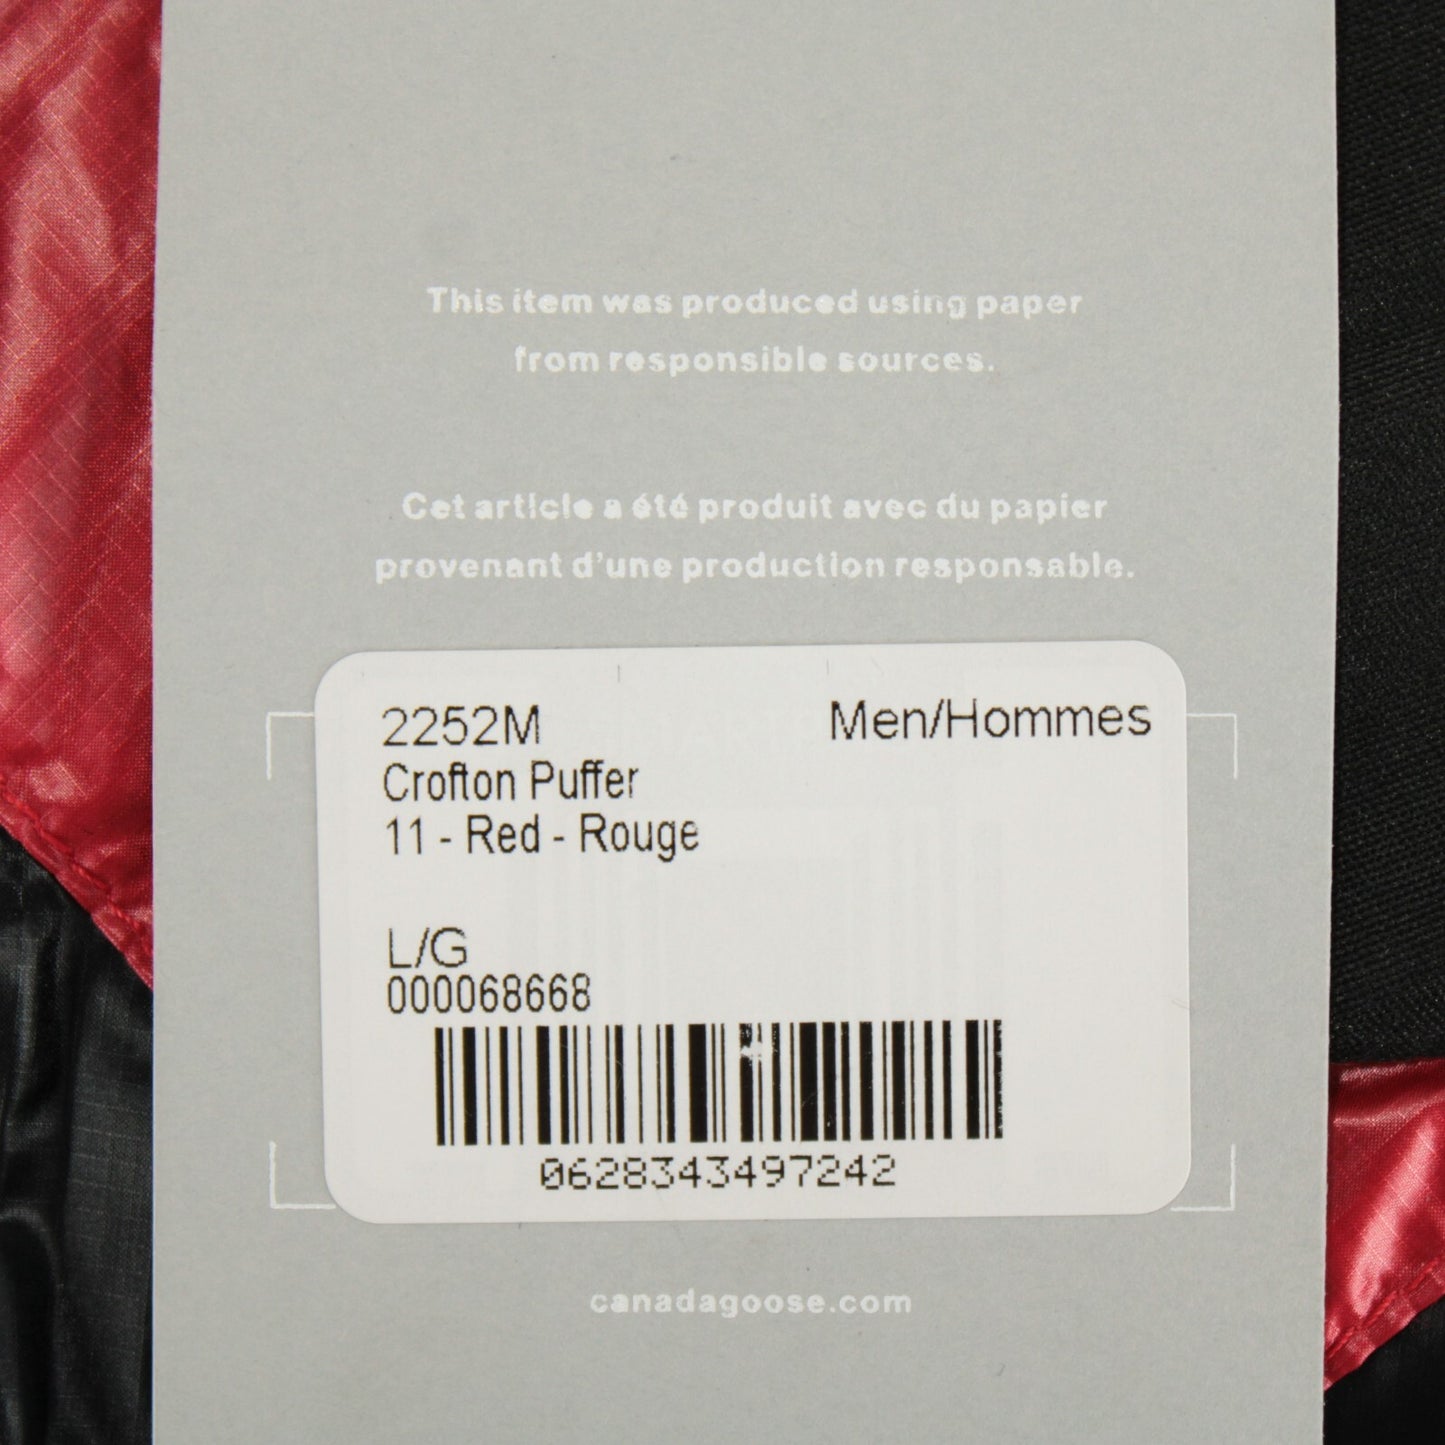 This item was produced using paper
from responsible sources.
Cet article a été produit avec du papier
provenant d'une production responsable.
2252M Men/Hommes
Crofton Puffer
11 - Red - Rouge
L/G
000068668
0628343497242
canadagoose.com